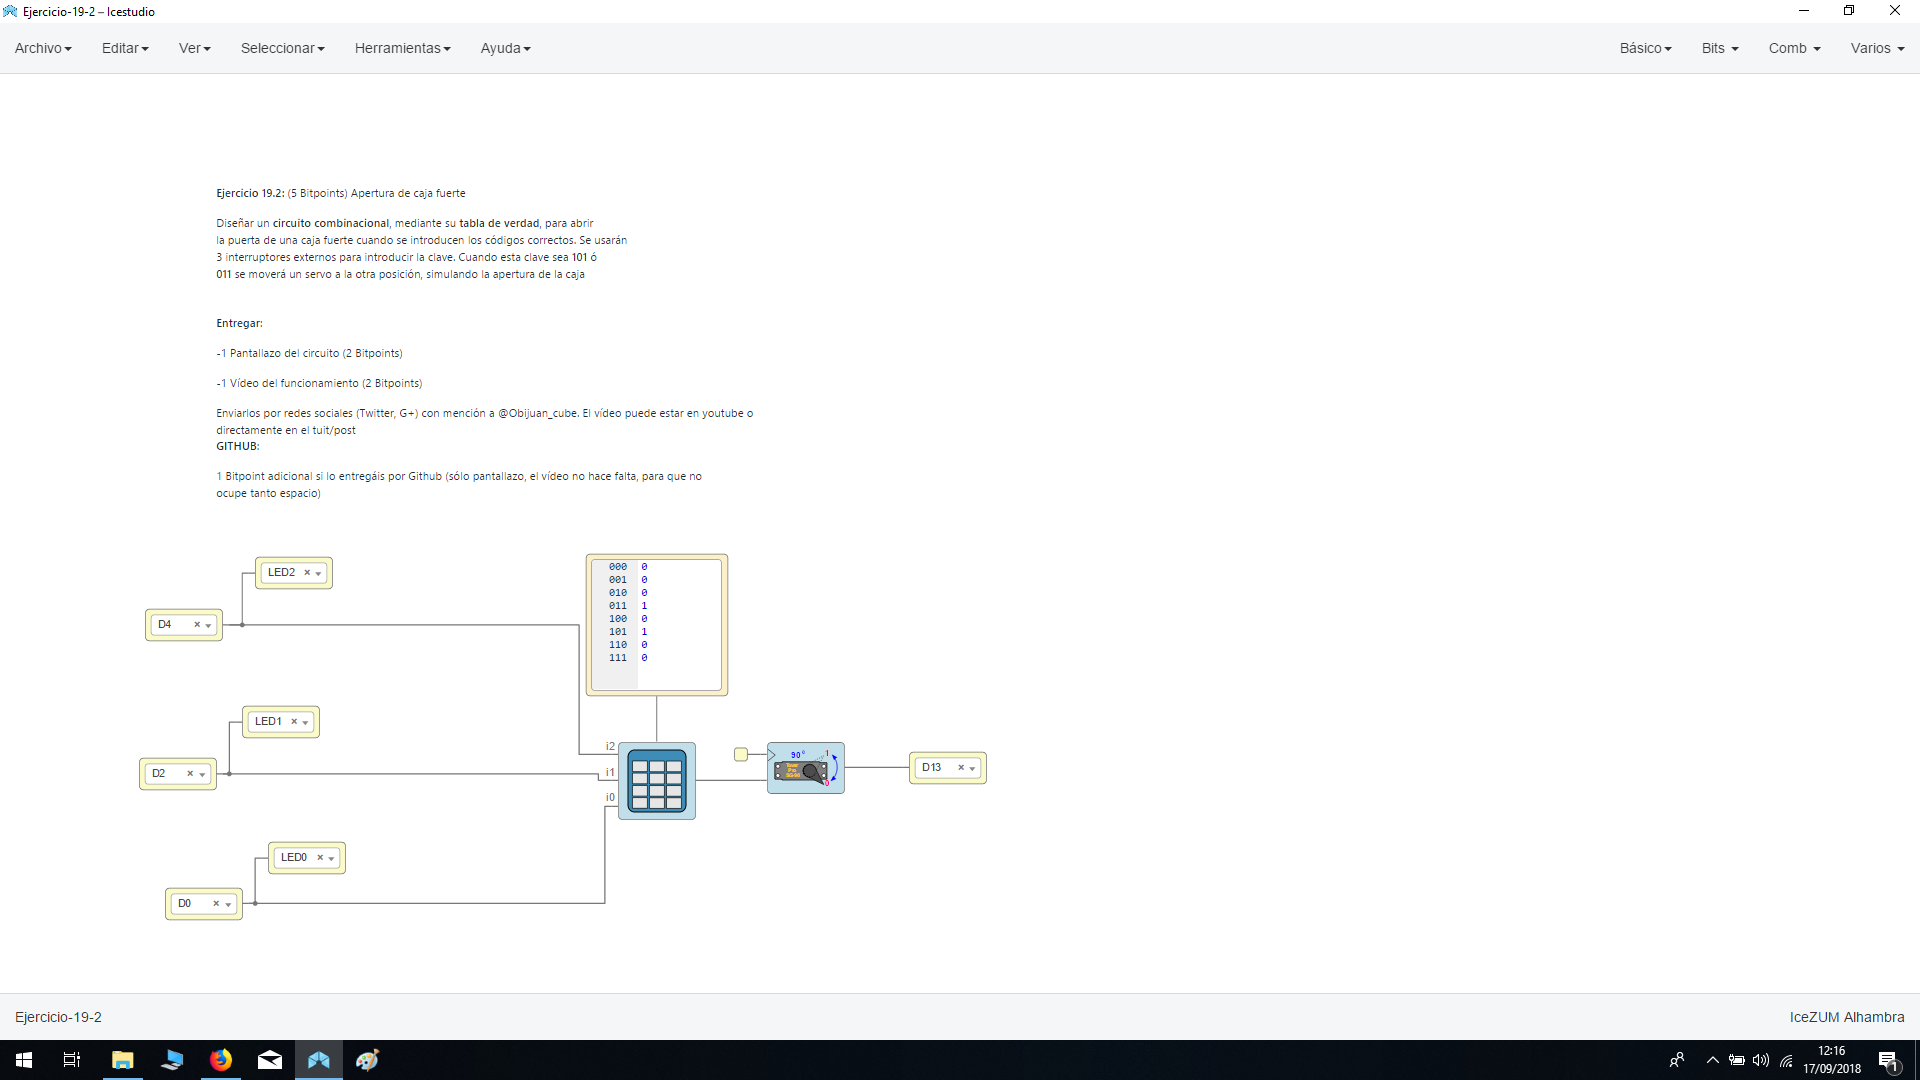 Ejercicio-19-2 – Icestudio
Archivo Editar Ver Seleccionar Herramientas Ayuda Básico Bits Comb Varios
Ejercicio 19.2: (5 Bitpoints) Apertura de caja fuerte
Diseñar un circuito combinacional, mediante su tabla de verdad, para abrir
la puerta de una caja fuerte cuando se introducen los códigos correctos. Se usarán
3 interruptores externos para introducir la clave. Cuando esta clave sea 101 ó
011 se moverá un servo a la otra posición, simulando la apertura de la caja
Entregar:
-1 Pantallazo del circuito (2 Bitpoints)
-1 Vídeo del funcionamiento (2 Bitpoints)
Enviarlos por redes sociales (Twitter, G+) con mención a @Obijuan_cube. El vídeo puede estar en youtube o
directamente en el tuit/post
GITHUB:
1 Bitpoint adicional si lo entregáis por Github (sólo pantallazo, el vídeo no hace falta, para que no
ocupe tanto espacio)
LED2
D4
000 0
001 0
010 0
011 1
100 0
101 1
110 0
111 0
LED1
D2
i2
i1
i0
90° 1
0
D13
LED0
D0
Ejercicio-19-2 IceZUM Alhambra
12:16
17/09/2018
1